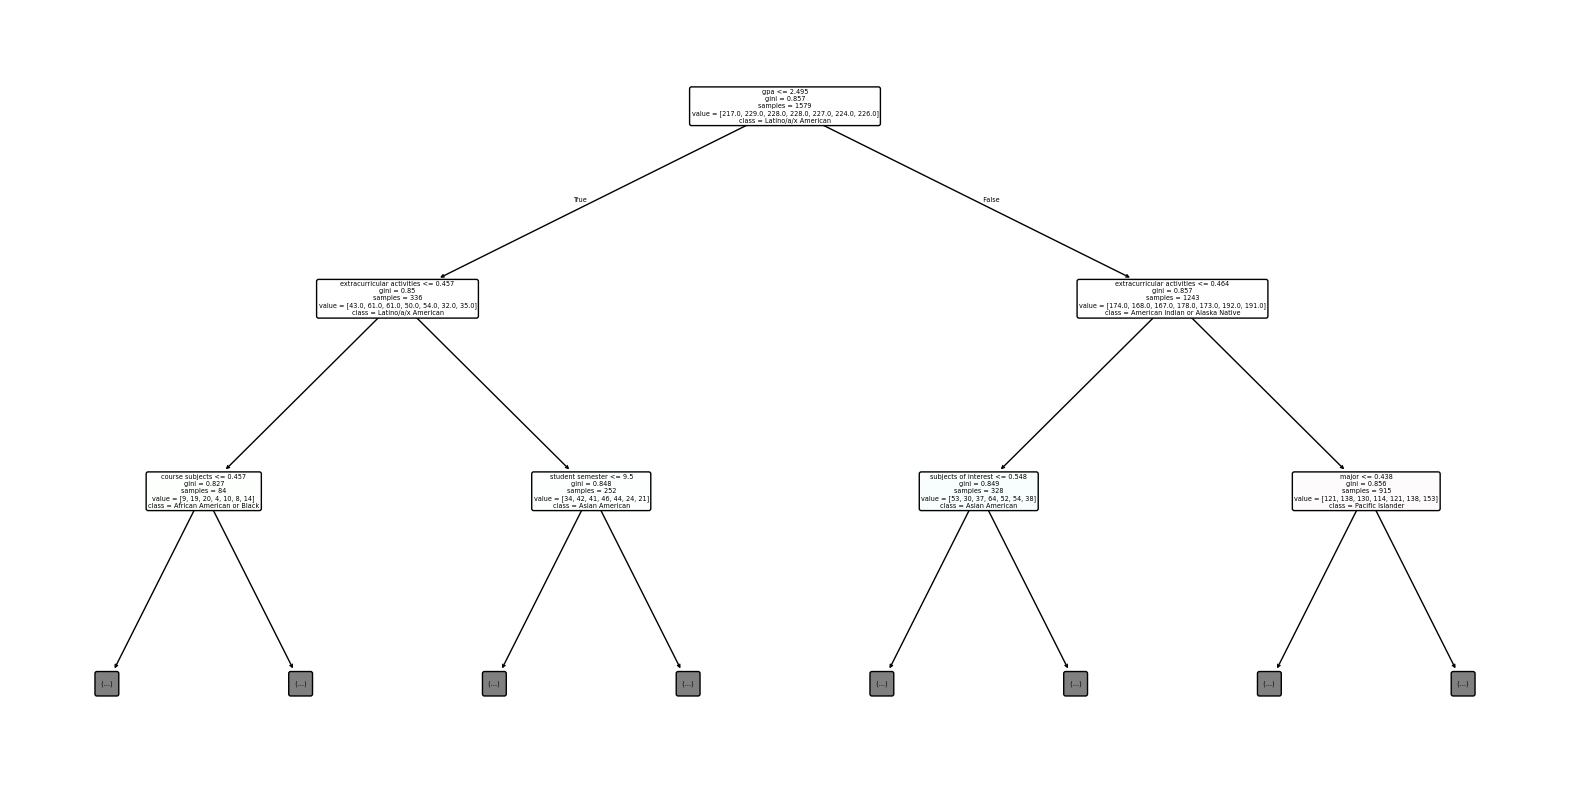 gpa <= 2.495
gini = 0.857
samples = 1579
value = [217.0, 229.0, 228.0, 228.0, 227.0, 224.0, 226.0]
class = Latino/a/x American
True
False
extracurricular activities <= 0.457
gini = 0.85
samples = 336
value = [43.0, 61.0, 61.0, 50.0, 54.0, 32.0, 35.0]
class = Latino/a/x American
extracurricular activities <= 0.464
gini = 0.857
samples = 1243
value = [174.0, 168.0, 167.0, 178.0, 173.0, 192.0, 191.0]
class = American Indian or Alaska Native
course subjects <= 0.457
gini = 0.827
samples = 84
value = [9, 19, 20, 4, 10, 8, 14]
class = African American or Black
student semester <= 9.5
gini = 0.848
samples = 252
value = [34, 42, 41, 46, 44, 24, 21]
class = Asian American
subjects of interest <= 0.548
gini = 0.849
samples = 328
value = [53, 30, 37, 64, 52, 54, 38]
class = Asian American
major <= 0.438
gini = 0.856
samples = 915
value = [121, 138, 130, 114, 121, 138, 153]
class = Pacific Islander
(...)
(...)
(...)
(...)
(...)
(...)
(...)
(...)